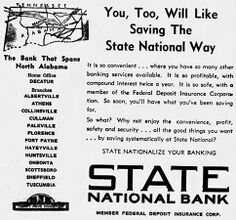 TENNESSEE
The Bank That Spans
North Alabama
Home Office
DECATUR
Branches
ALBERTVILLE
ATHENS
COLLINSVILLE
CULLMAN
FALKVILLE
FLORENCE
FORT PAYNE
HAYEVILLE
HUNTSVILLE
ONEONTA
SCOTTSBORO
SHEFFIELD
TUSCUMBIA
You, Too, Will Like
Saving The
State National Way
It is so convenient . . . where you have so many other
banking services available. It is so profitable, with
compound interest twice a year. It is so safe, with a
member of the Federal Deposit Insurance Corpora-
tion. So soon, you'll have what you've been saving
for.
So what? Why not enjoy the convenience, profit,
safety and security . . . all the good things you want
. . . by saving systematically at State National?
STATE NATIONALIZE YOUR BANKING
STATE
NATIONAL BANK
MEMBER FEDERAL DEPOSIT INSURANCE CORP.